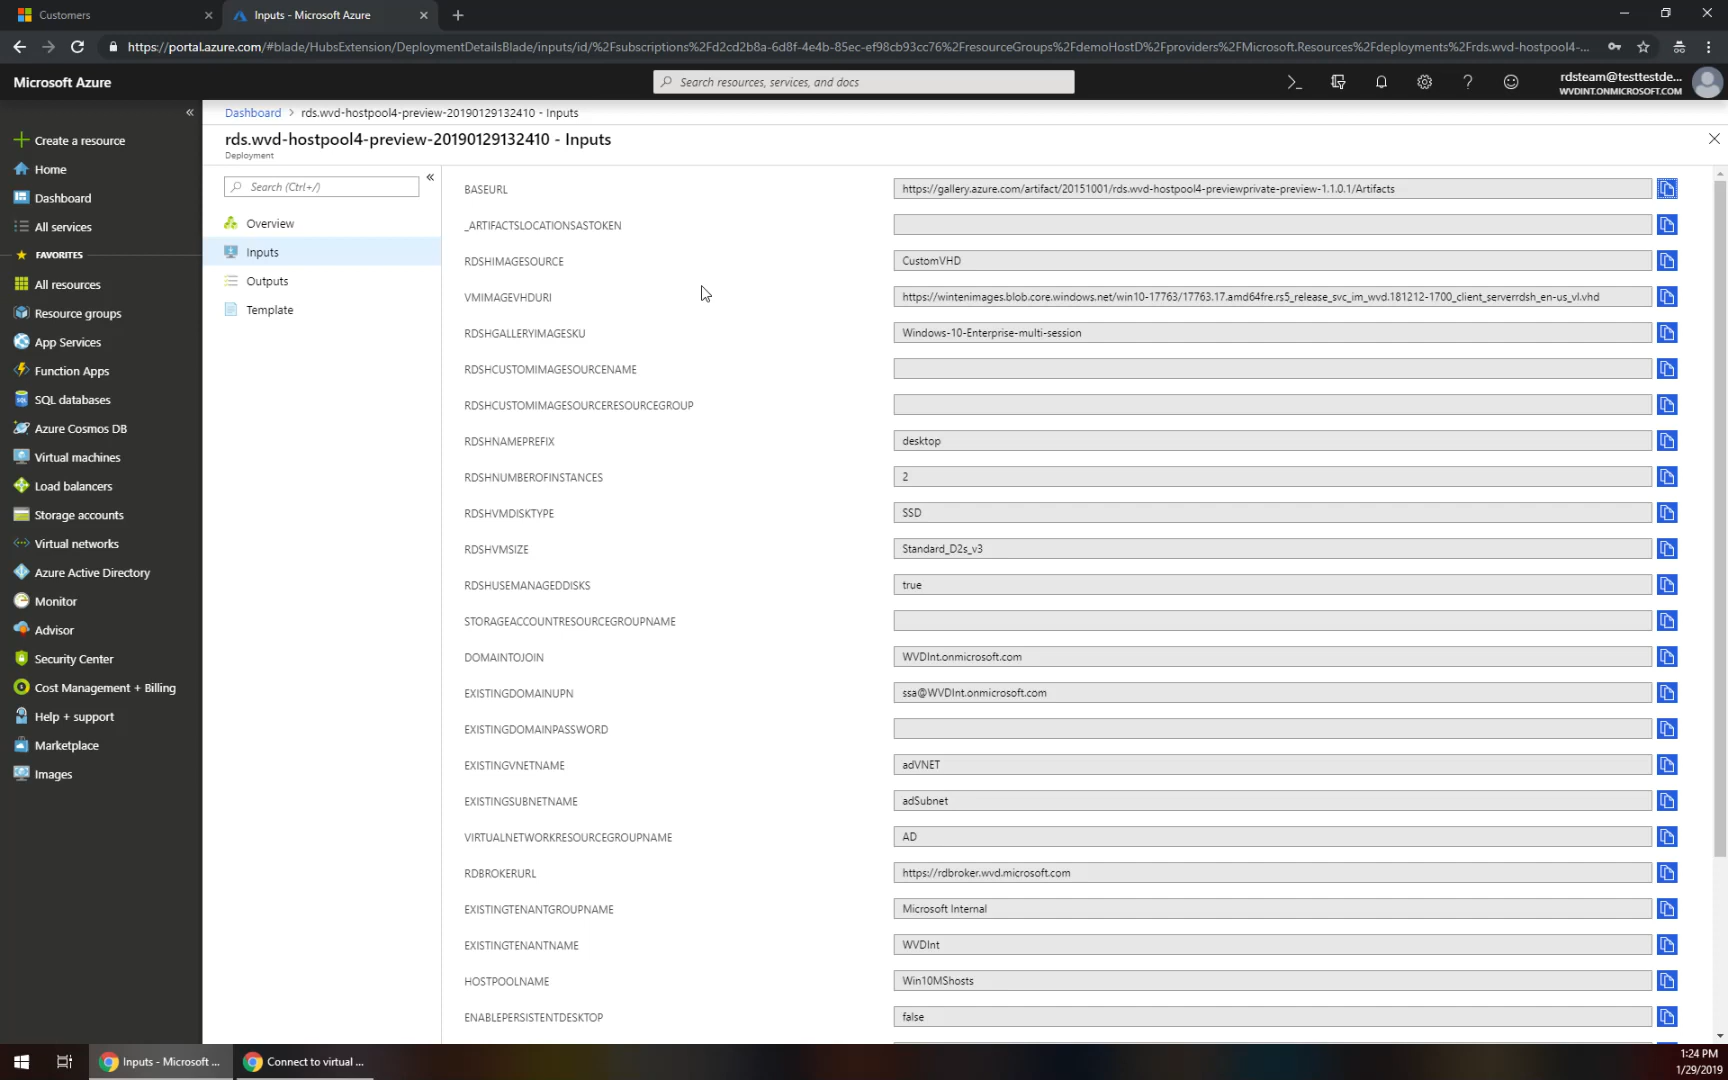 Customers
Inputs - Microsoft Azure
https://portal.azure.com/#blade/HubsExtension/DeploymentDetailsBlade/inputs/id/%2Fsubscriptions%2Fd2cd2b8a-6d8f-4e4b-85ec-ef98cb93cc76%2FresourceGroups%2FdemoHostD%2Fproviders%2FMicrosoft.Resources%2Fdeployments%2Frds.wvd-hostpool4-...
Microsoft Azure
Search resources, services, and docs
rdsteam@testtestde...
WVDINT.ONMICROSOFT.COM
Create a resource
Home
Dashboard
All services
FAVORITES
All resources
Resource groups
App Services
Function Apps
SQL databases
Azure Cosmos DB
Virtual machines
Load balancers
Storage accounts
Virtual networks
Azure Active Directory
Monitor
Advisor
Security Center
Cost Management + Billing
Help + support
Marketplace
Images
Dashboard > rds.wvd-hostpool4-preview-20190129132410 - Inputs
rds.wvd-hostpool4-preview-20190129132410 - Inputs
Deployment
Search (Ctrl+/)
Overview
Inputs
Outputs
Template
BASEURL https://gallery.azure.com/artifact/20151001/rds.wvd-hostpool4-previewprivate-preview-1.1.0.1/Artifacts
_ARTIFACTSLOCATIONSASTOKEN
RDSHIMAGESOURCE CustomVHD
VMIMAGEVHDURI https://wintenimages.blob.core.windows.net/win10-17763/17763.17.amd64fre.rs5_release_svc_im_wvd.181212-1700_client_serverrdsh_en-us_vl.vhd
RDSHGALLERYIMAGESKU Windows-10-Enterprise-multi-session
RDSHCUSTOMIMAGESOURCENAME
RDSHCUSTOMIMAGESOURCERESOURCEGROUP
RDSHNAMEPREFIX desktop
RDSHNUMBEROFINSTANCES 2
RDSHVMDISKTYPE SSD
RDSHVMSIZE Standard_D2s_v3
RDSHUSEMANAGEDDISKS true
STORAGEACCOUNTRESOURCEGROUPNAME
DOMAINTOJOIN WVDInt.onmicrosoft.com
EXISTINGDOMAINUPN ssa@WVDInt.onmicrosoft.com
EXISTINGDOMAINPASSWORD
EXISTINGVNETNAME adVNET
EXISTINGSUBNETNAME adSubnet
VIRTUALNETWORKRESOURCEGROUPNAME AD
RDBROKERURL https://rdbroker.wvd.microsoft.com
EXISTINGTENANTGROUPNAME Microsoft Internal
EXISTINGTENANTNAME WVDInt
HOSTPOOLNAME Win10MShosts
ENABLEPERSISTENTDESKTOP false
Inputs - Microsoft ...
Connect to virtual ...
1:24 PM
1/29/2019